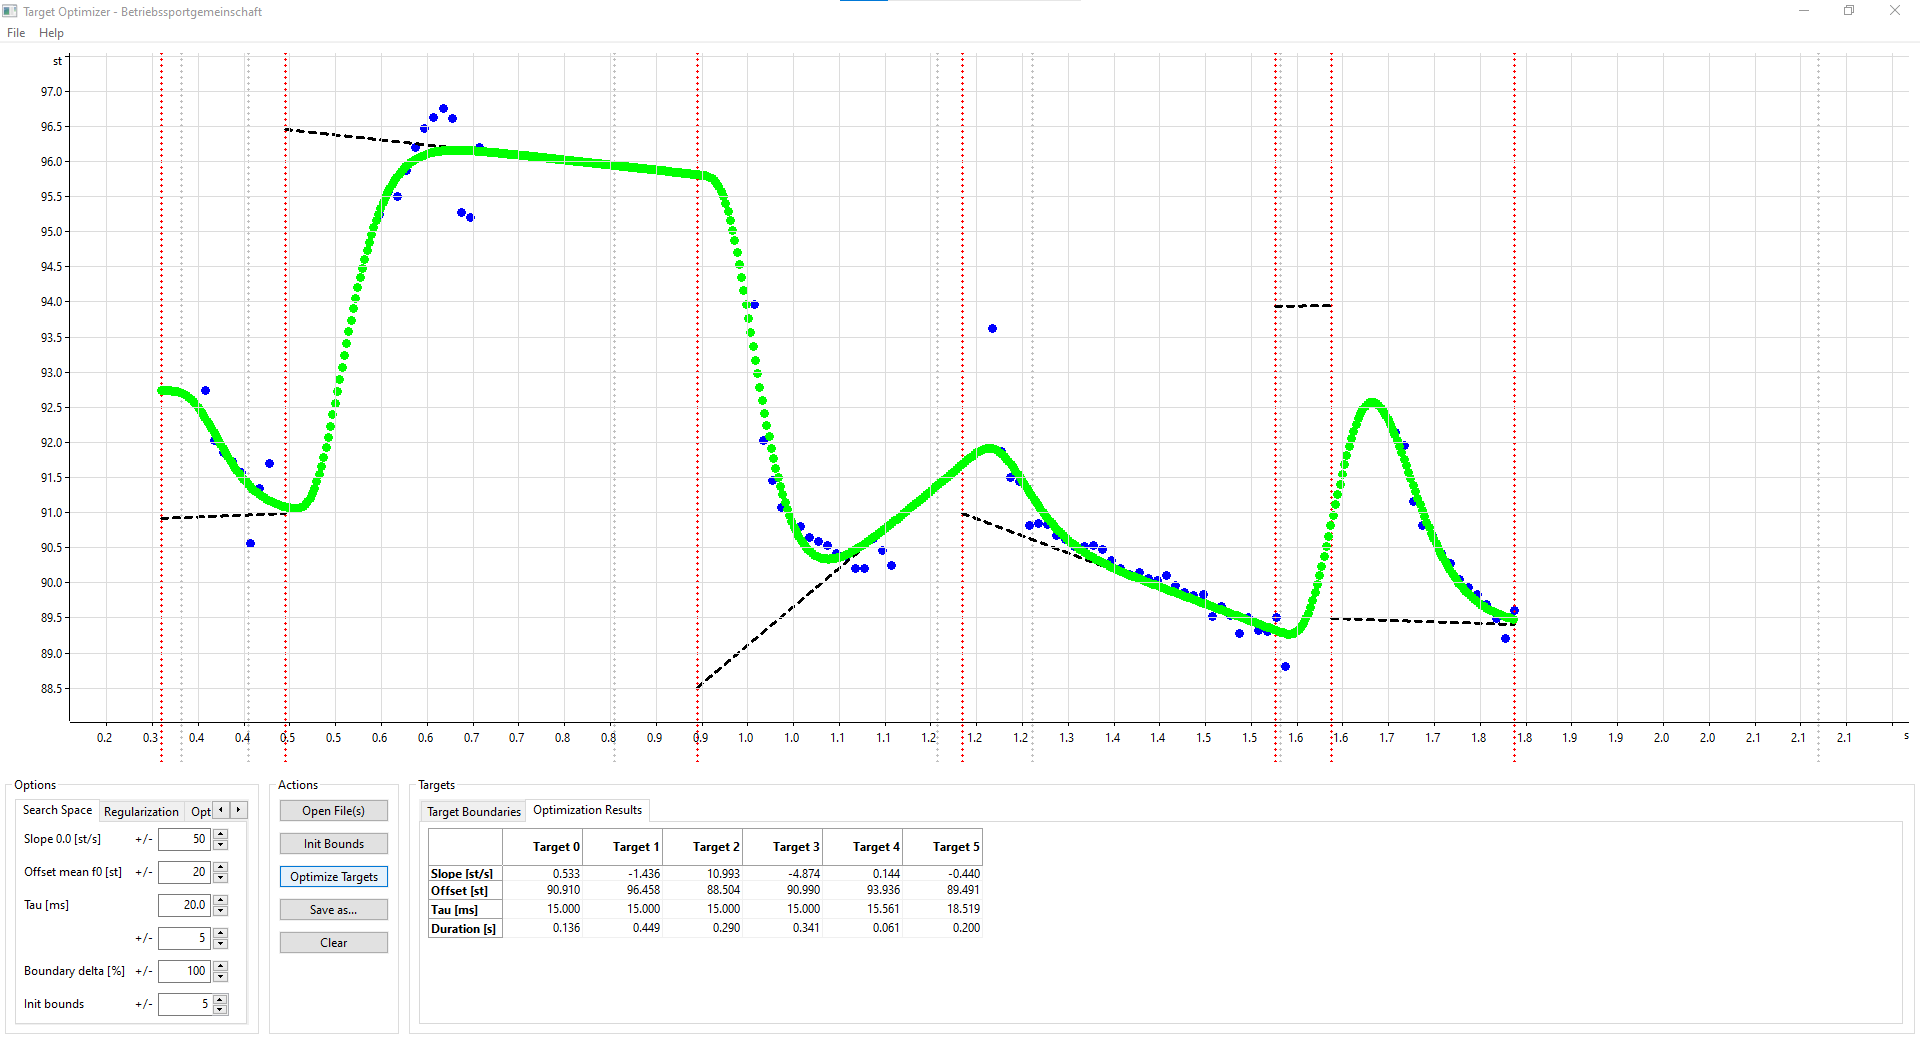 Target Optimizer - Betriebssportgemeinschaft
File Help
st
97.0
96.5
96.0
95.5
95.0
94.5
94.0
93.5
93.0
92.5
92.0
91.5
91.0
90.5
90.0
89.5
89.0
88.5
0.2 0.3 0.4 0.4 0.5 0.5 0.6 0.6 0.7 0.7 0.8 0.8 0.9 0.9 1.0 1.0 1.1 1.1 1.2 1.2 1.2 1.3 1.3 1.4 1.4 1.5 1.5 1.6 1.6 1.7 1.7 1.8 1.8 1.9 1.9 2.0 2.0 2.1 2.1 2.1 s
Options
Search Space Regularization Opt
Slope 0.0 [st/s] +/- 50
Offset mean f0 [st] +/- 20
Tau [ms] 20.0
+/- 5
Boundary delta [%] +/- 100
Init bounds +/- 5
Actions
Open File(s)
Init Bounds
Optimize Targets
Save as...
Clear
Targets
Target Boundaries Optimization Results
Target 0 Target 1 Target 2 Target 3 Target 4 Target 5
Slope [st/s] 0.533 -1.436 10.993 -4.874 0.144 -0.440
Offset [st] 90.910 96.458 88.504 90.990 93.936 89.491
Tau [ms] 15.000 15.000 15.000 15.000 15.561 18.519
Duration [s] 0.136 0.449 0.290 0.341 0.061 0.200